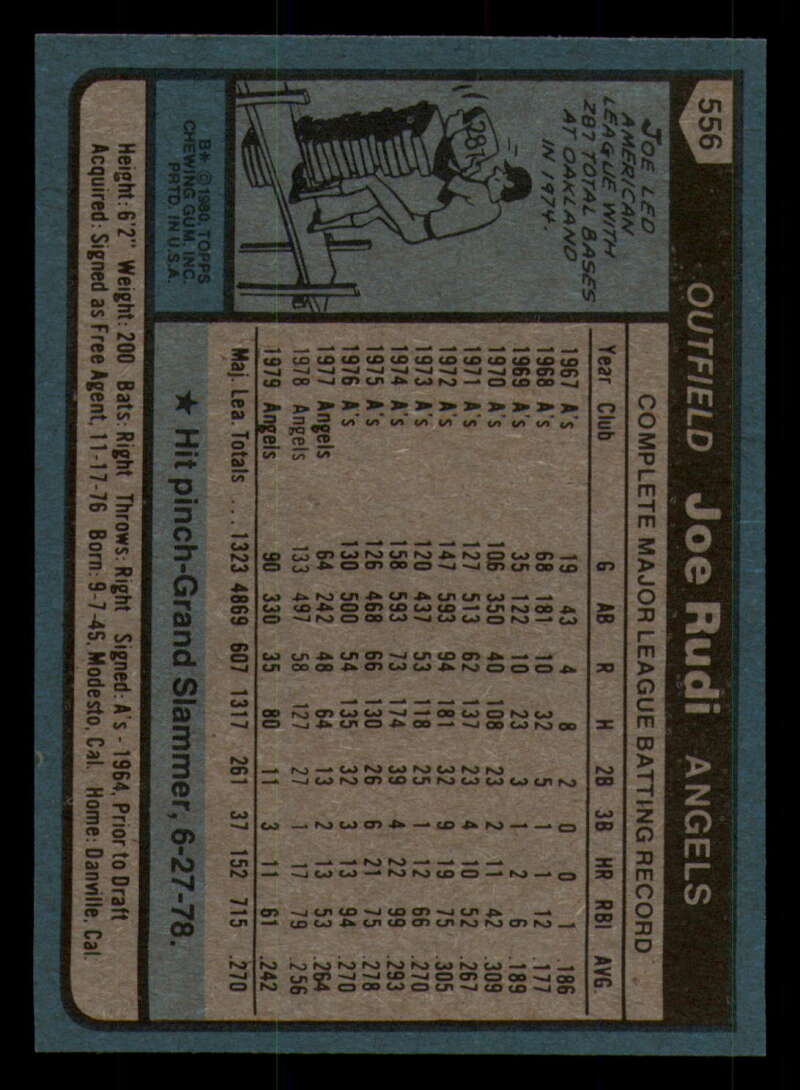 556
OUTFIELD Joe Rudi ANGELS
JOE LED
AMERICAN
LEAGUE WITH
287 TOTAL BASES
AT OAKLAND
IN 1974.
287
B* © 1980 TOPPS
CHEWING GUM, INC.
PRTD. IN U.S.A.
COMPLETE MAJOR LEAGUE BATTING RECORD
Year Club G AB R H 2B 3B HR RBI AVG.
1967 A's 19 43 4 8 2 0 0 1 .186
1968 A's 68 181 10 32 5 1 1 12 .177
1969 A's 35 122 10 23 3 1 2 6 .189
1970 A's 106 350 40 108 23 2 11 42 .309
1971 A's 127 513 62 137 23 4 10 52 .267
1972 A's 147 593 94 181 32 9 19 75 .305
1973 A's 120 437 53 118 25 1 12 66 .270
1974 A's 158 593 73 174 39 4 22 99 .293
1975 A's 126 468 66 130 26 6 21 75 .278
1976 A's 130 500 54 135 32 3 13 94 .270
1977 Angels 64 242 48 64 13 2 13 53 .264
1978 Angels 133 497 58 127 27 1 17 79 .256
1979 Angels 90 330 35 80 11 3 11 61 .242
Maj. Lea. Totals ... 1323 4869 607 1317 261 37 152 715 .270
★ Hit pinch-Grand Slammer, 6-27-78.
Height: 6'2" Weight: 200 Bats: Right Throws: Right Signed: A's - 1964, Prior to Draft
Acquired: Signed as Free Agent, 11-17-76 Born: 9-7-45, Modesto, Cal. Home: Danville, Cal.